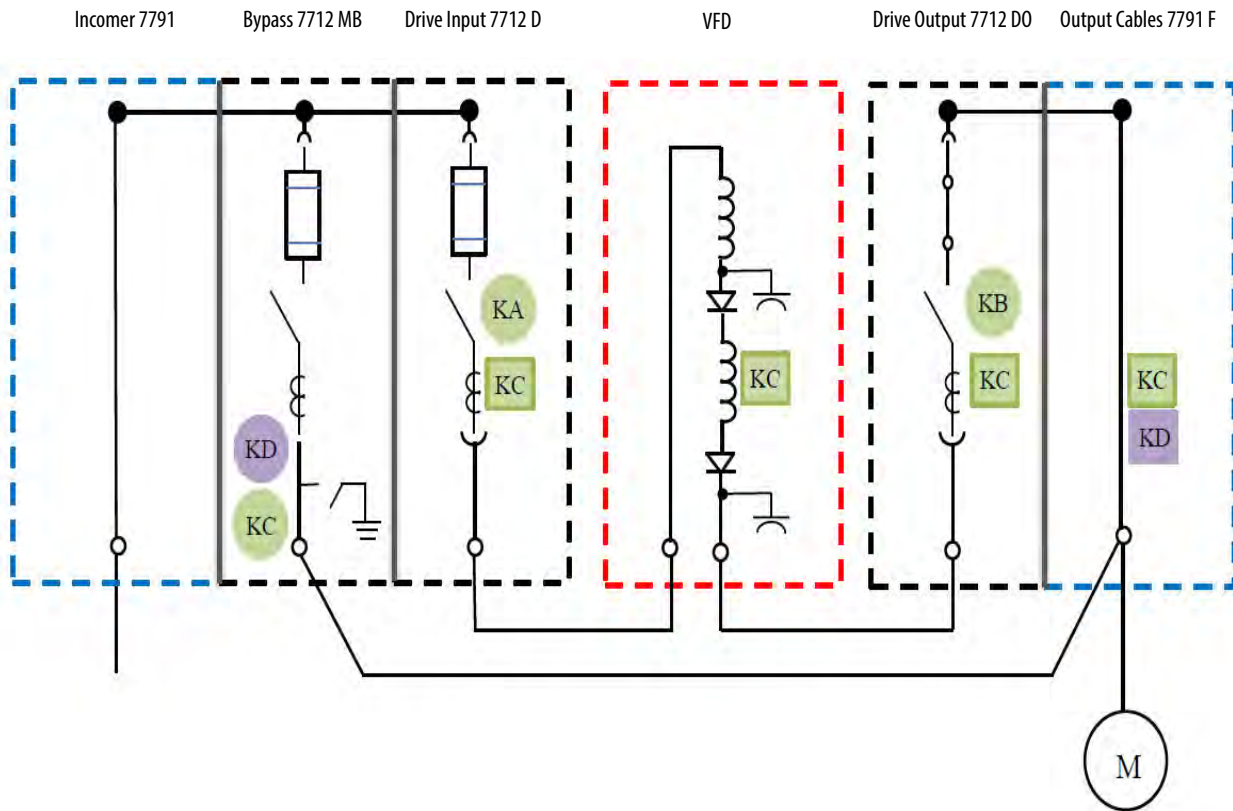 Incomer 7791
Bypass 7712 MB
Drive Input 7712 D
VFD
Drive Output 7712 DO
Output Cables 7791 F
KA
KB
KC
KC
KC
KC
KD
KD
KC
M